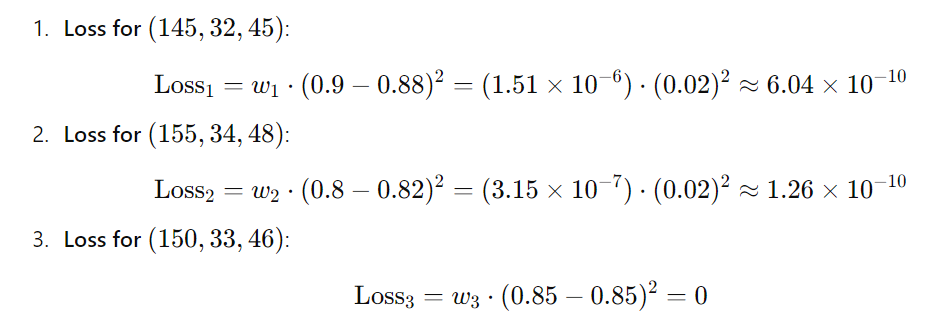 1. Loss for (145, 32, 45):
Loss₁ = w₁ · (0.9 − 0.88)² = (1.51 × 10⁻⁶) · (0.02)² ≈ 6.04 × 10⁻¹⁰
2. Loss for (155, 34, 48):
Loss₂ = w₂ · (0.8 − 0.82)² = (3.15 × 10⁻⁷) · (0.02)² ≈ 1.26 × 10⁻¹⁰
3. Loss for (150, 33, 46):
Loss₃ = w₃ · (0.85 − 0.85)² = 0